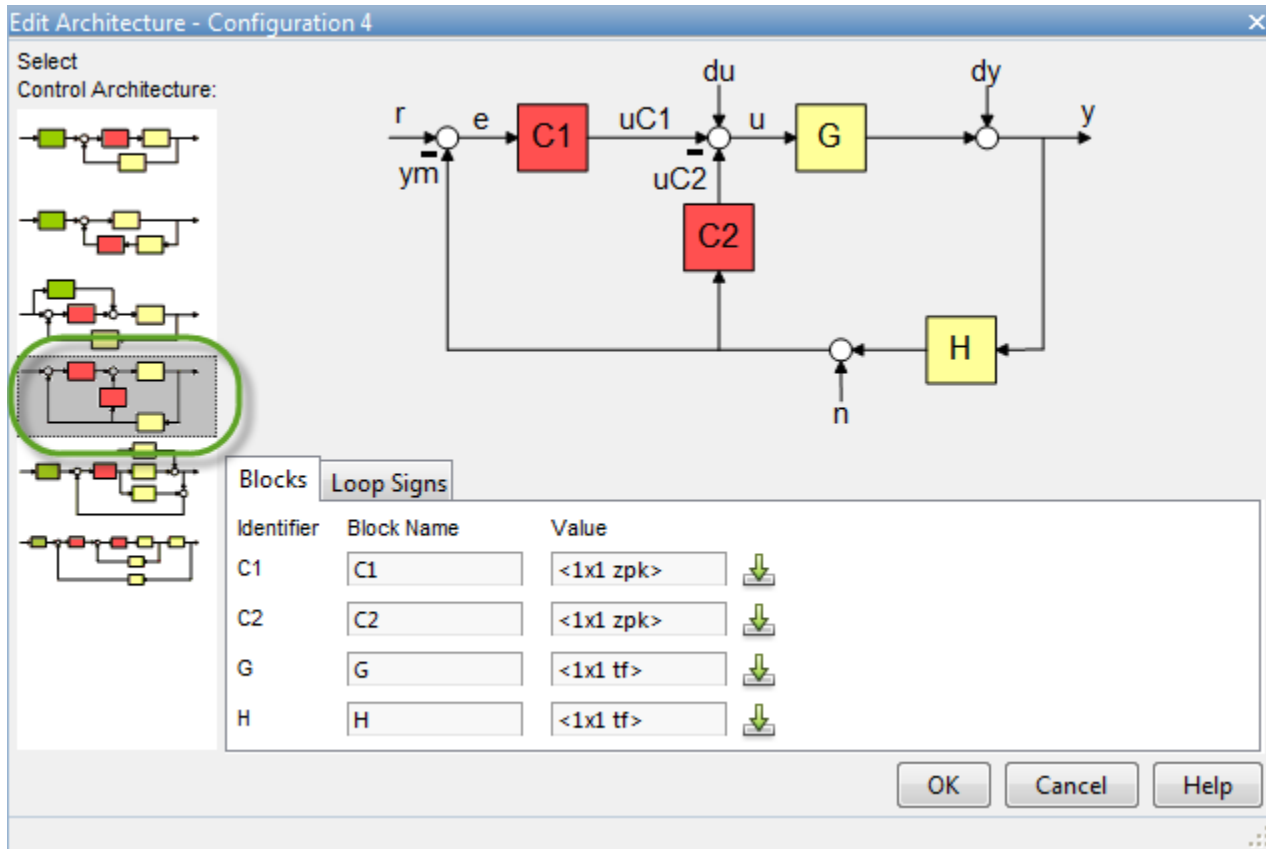 Edit Architecture - Configuration 4
Select
Control Architecture:
du
dy
r
e
C1
uC1
u
G
y
-
-
ym
uC2
C2
H
n
Blocks
Loop Signs
Identifier Block Name Value
C1 C1 <1x1 zpk>
C2 C2 <1x1 zpk>
G G <1x1 tf>
H H <1x1 tf>
OK Cancel Help